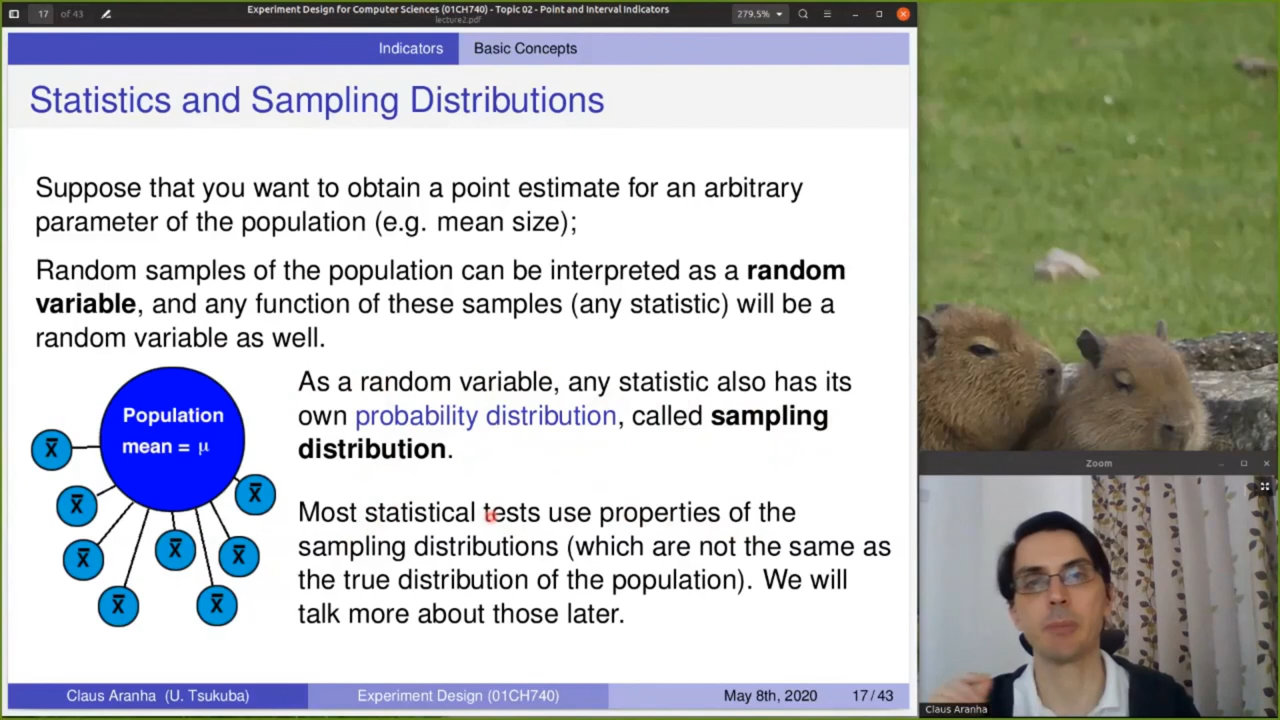 17 of 43
Experiment Design for Computer Sciences (01CH740) - Topic 02 - Point and Interval Indicators
lecture2.pdf
279.5%
Indicators Basic Concepts
Statistics and Sampling Distributions
Suppose that you want to obtain a point estimate for an arbitrary
parameter of the population (e.g. mean size);
Random samples of the population can be interpreted as a random
variable, and any function of these samples (any statistic) will be a
random variable as well.
Population
mean = μ
x̄
x̄
x̄
x̄
x̄
x̄
x̄
x̄
As a random variable, any statistic also has its
own probability distribution, called sampling
distribution.
Most statistical tests use properties of the
sampling distributions (which are not the same as
the true distribution of the population). We will
talk more about those later.
Claus Aranha (U. Tsukuba) Experiment Design (01CH740) May 8th, 2020 17/43
Zoom
Claus Aranha